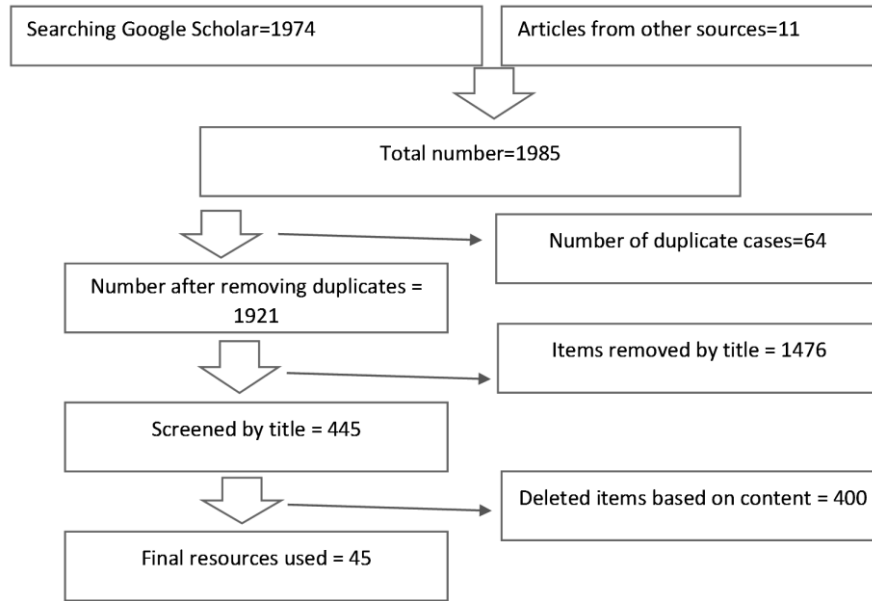 Searching Google Scholar=1974
Articles from other sources=11
Total number=1985
Number of duplicate cases=64
Number after removing duplicates =
1921
Items removed by title = 1476
Screened by title = 445
Deleted items based on content = 400
Final resources used = 45